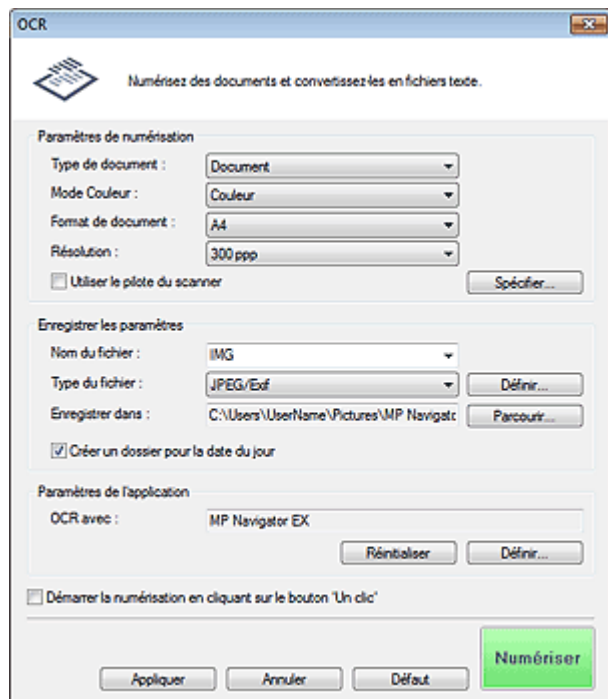 OCR
Numérisez des documents et convertissez-les en fichiers texte.
Paramètres de numérisation
Type de document : Document
Mode Couleur : Couleur
Format de document : A4
Résolution : 300 ppp
Utiliser le pilote du scanner Spécifier...
Enregistrer les paramètres
Nom du fichier : IMG
Type du fichier : JPEG/Exif Définir...
Enregistrer dans : C:\Users\UserName\Pictures\MP Navigatc Parcourir...
Créer un dossier pour la date du jour
Paramètres de l'application
OCR avec : MP Navigator EX
Réinitialiser Définir...
Démarrer la numérisation en cliquant sur le bouton 'Un clic'
Numériser
Appliquer Annuler Défaut